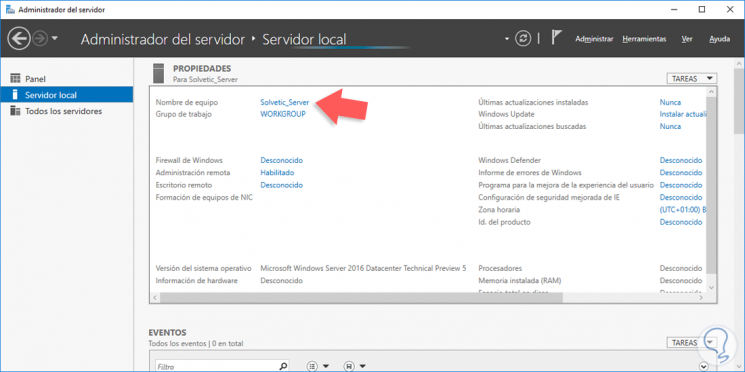 Administrador del servidor
Administrador del servidor ‣ Servidor local
Administrar Herramientas Ver Ayuda
Panel
Servidor local
Todos los servidores
PROPIEDADES
Para Solvetic_Server
TAREAS
Nombre de equipo Solvetic_Server
Grupo de trabajo WORKGROUP
Últimas actualizaciones instaladas Nunca
Windows Update Instalar actuali
Últimas actualizaciones buscadas Nunca
Firewall de Windows Desconocido
Administración remota Habilitado
Escritorio remoto Desconocido
Formación de equipos de NIC
Windows Defender Desconocido
Informe de errores de Windows Desconocido
Programa para la mejora de la experiencia del usuario Desconocido
Configuración de seguridad mejorada de IE Desconocido
Zona horaria (UTC+01:00) B
Id. del producto Desconocido
Versión del sistema operativo Microsoft Windows Server 2016 Datacenter Technical Preview 5
Información de hardware Desconocido
Procesadores Desconocido
Memoria instalada (RAM) Desconocido
Espacio total en disco Desconocido
EVENTOS
Todos los eventos | 0 en total
TAREAS
Filtro